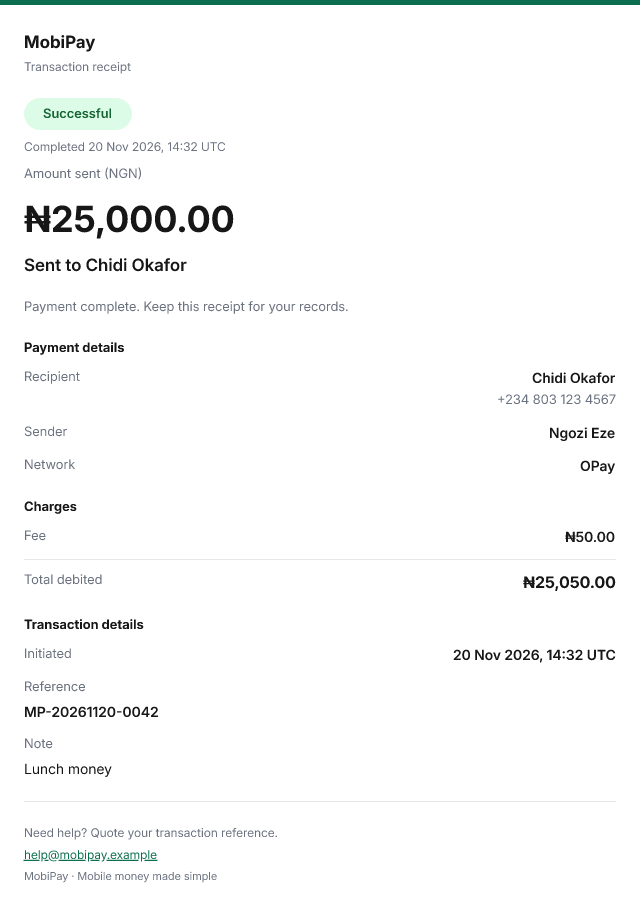 MobiPay
Transaction receipt
Successful
Completed 20 Nov 2026, 14:32 UTC
Amount sent (NGN)
₦25,000.00
Sent to Chidi Okafor
Payment complete. Keep this receipt for your records.
Payment details
Recipient Chidi Okafor
+234 803 123 4567
Sender Ngozi Eze
Network OPay
Charges
Fee ₦50.00
Total debited ₦25,050.00
Transaction details
Initiated 20 Nov 2026, 14:32 UTC
Reference
MP-20261120-0042
Note
Lunch money
Need help? Quote your transaction reference.
help@mobipay.example
MobiPay · Mobile money made simple